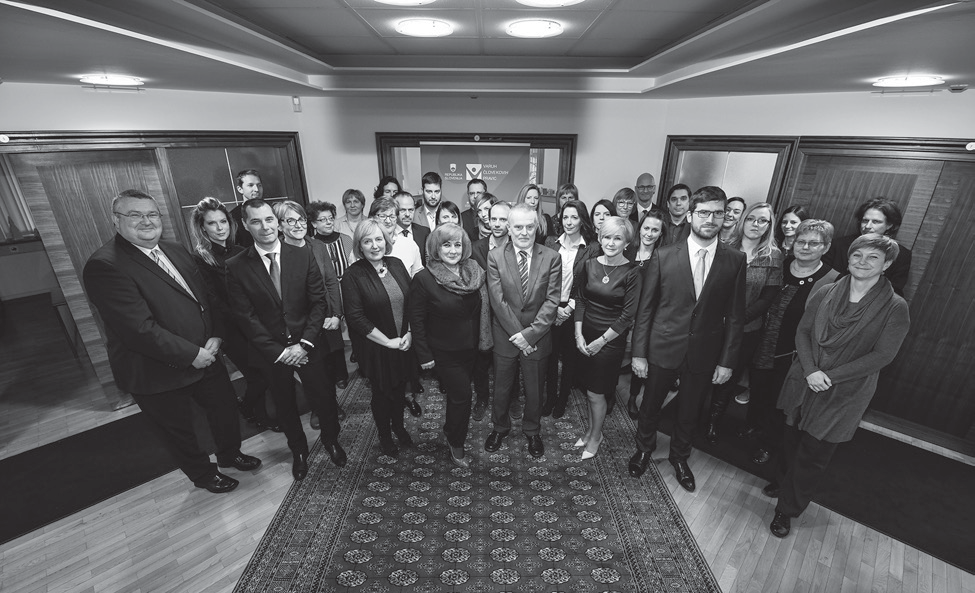 REPUBLIKA
SLOVENIJA
VARUH
ČLOVEKOVIH
PRAVIC